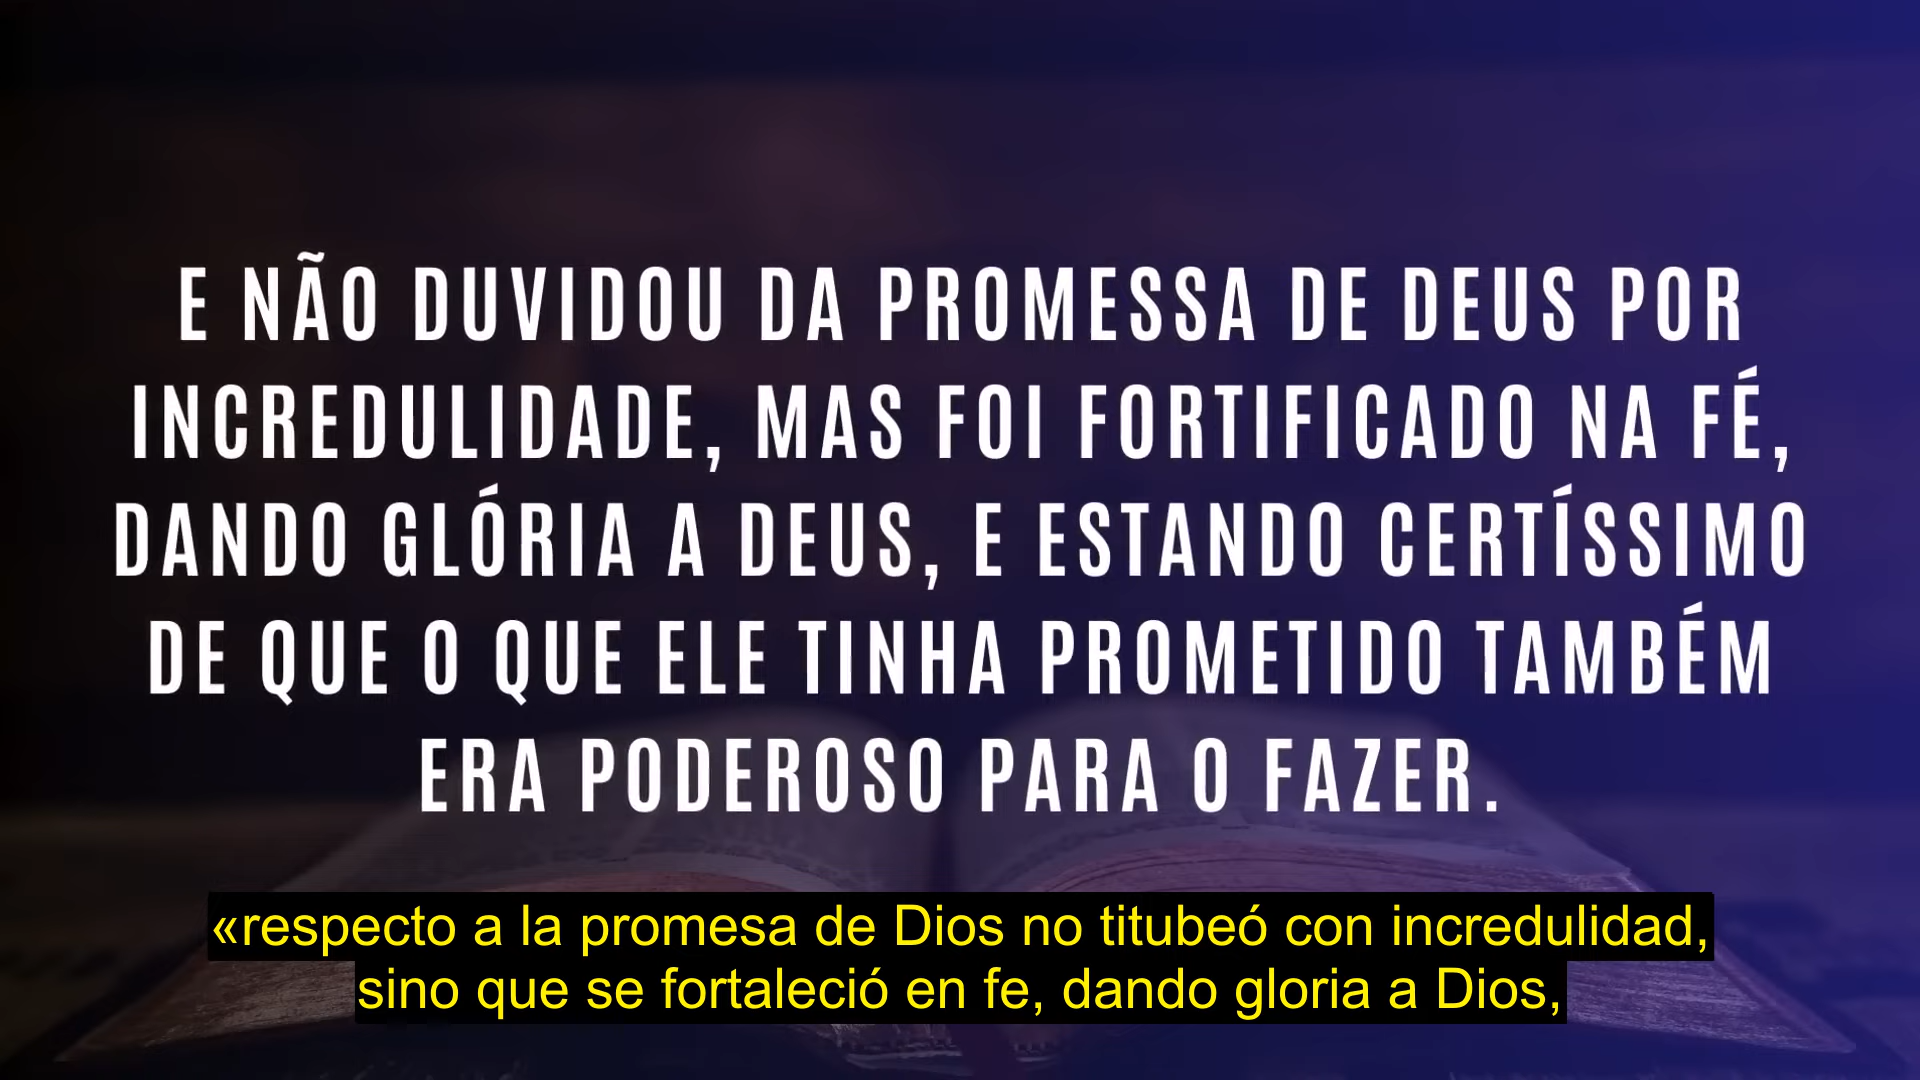 E NÃO DUVIDOU DA PROMESSA DE DEUS POR
INCREDULIDADE, MAS FOI FORTIFICADO NA FÉ,
DANDO GLÓRIA A DEUS, E ESTANDO CERTÍSSIMO
DE QUE O QUE ELE TINHA PROMETIDO TAMBÉM
ERA PODEROSO PARA O FAZER.
«respecto a la promesa de Dios no titubeó con incredulidad,
sino que se fortaleció en fe, dando gloria a Dios,